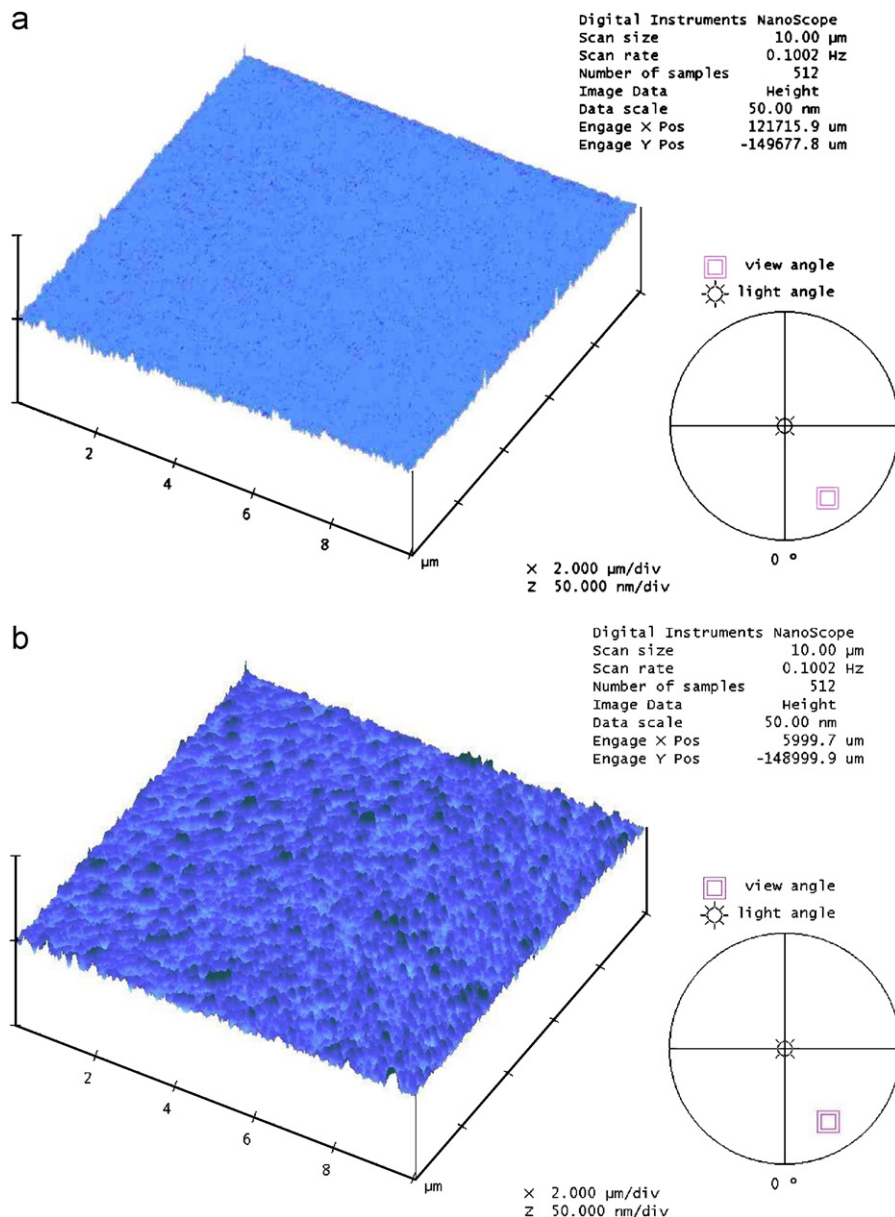 a
Digital Instruments NanoScope
Scan size 10.00 µm
Scan rate 0.1002 Hz
Number of samples 512
Image Data Height
Data scale 50.00 nm
Engage X Pos 121715.9 um
Engage Y Pos -149677.8 um
view angle
light angle
2
4
6
8
µm
0 º
X 2.000 µm/div
Z 50.000 nm/div
b
Digital Instruments NanoScope
Scan size 10.00 µm
Scan rate 0.1002 Hz
Number of samples 512
Image Data Height
Data scale 50.00 nm
Engage X Pos 5999.7 um
Engage Y Pos -148999.9 um
view angle
light angle
2
4
6
8
µm
0 º
X 2.000 µm/div
Z 50.000 nm/div